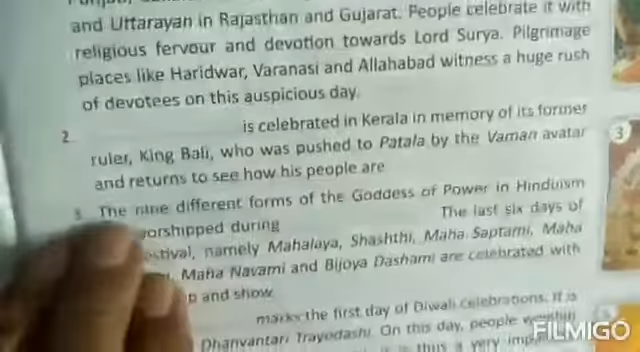 and Uttarayan in Rajasthan and Gujarat. People celebrate it with
religious fervour and devotion towards Lord Surya. Pilgrimage
places like Haridwar, Varanasi and Allahabad witness a huge rush
of devotees on this auspicious day.
2. is celebrated in Kerala in memory of its former
ruler, King Bali, who was pushed to Patala by the Vaman avatar
and returns to see how his people are
3
3. The nine different forms of the Goddess of Power in Hinduism
worshipped during The last six days of
festival, namely Mahalaya, Shashthi, Maha Saptami, Maha
Maha Navami and Bijoya Dashami are celebrated with
p and show
marks the first day of Diwali celebrations. It is
Dhanvantari Trayodashi. On this day, people worship
is thus a very
FILMIGO